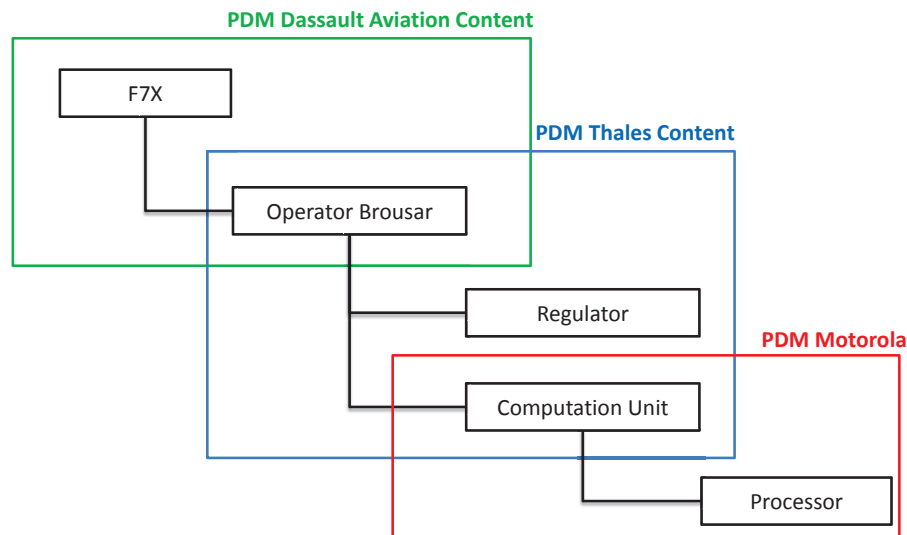 PDM Dassault Aviation Content
F7X
PDM Thales Content
Operator Brousar
Regulator
PDM Motorola
Computation Unit
Processor